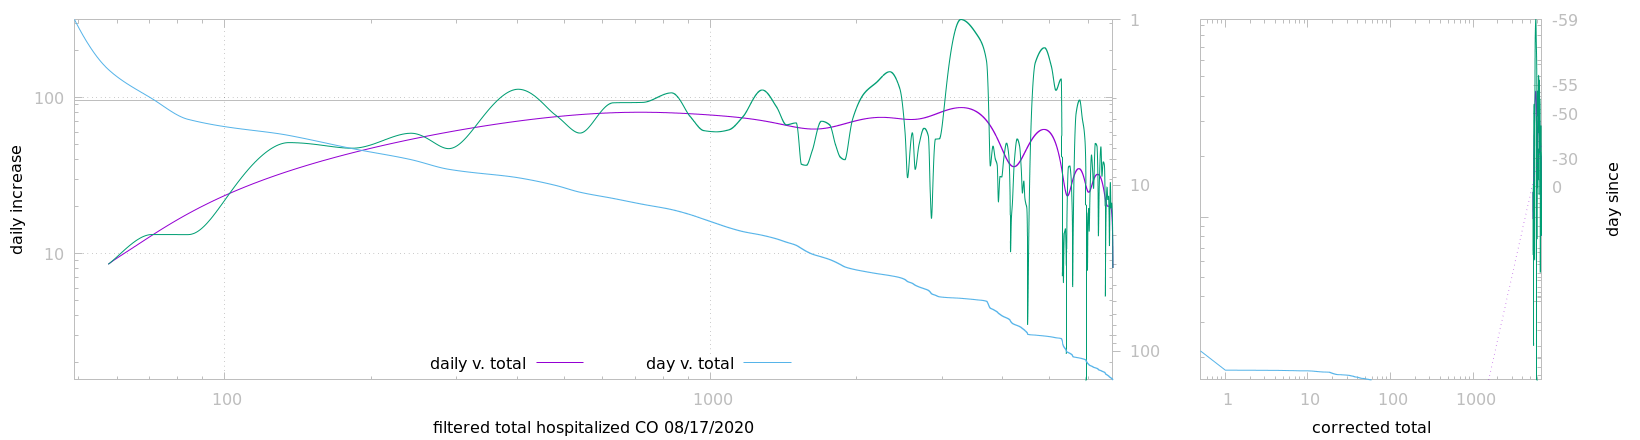 daily increase
100
10
daily v. total
day v. total
100
1000
filtered total hospitalized CO 08/17/2020
1
10
100
1
10
100
1000
corrected total
-59
-55
-50
-30
0
day since